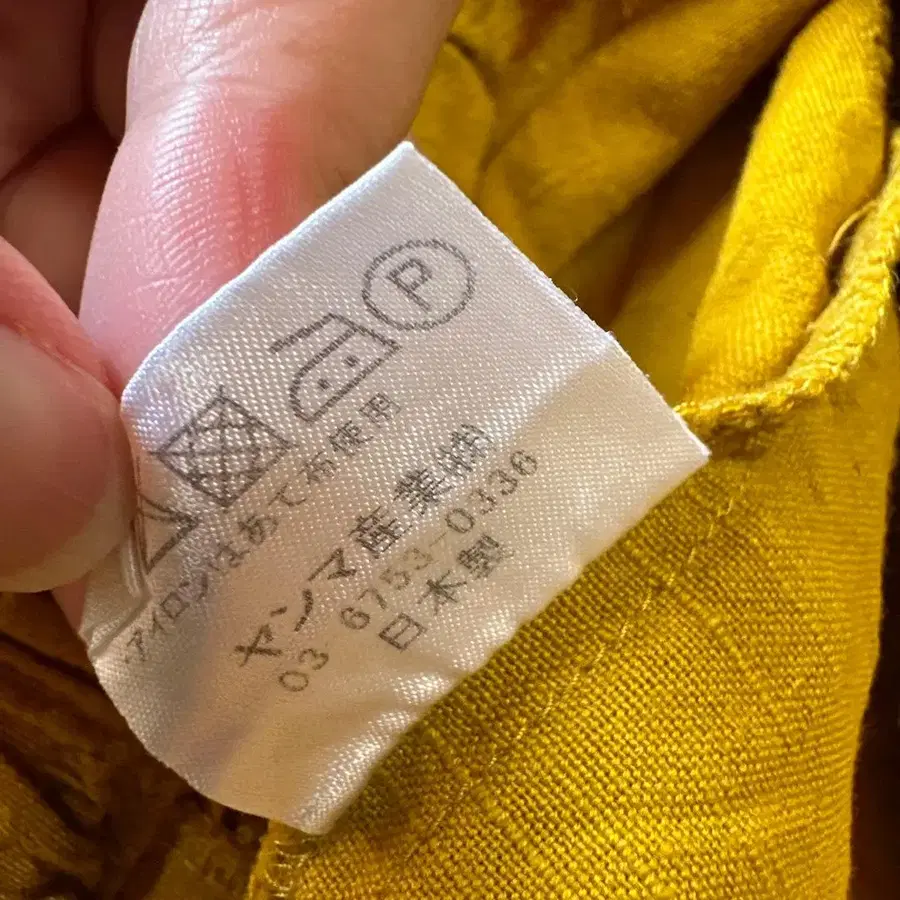 P
・アイロンはあて布使用
ヤンマ産業㈱
03-6753-0336
日本製